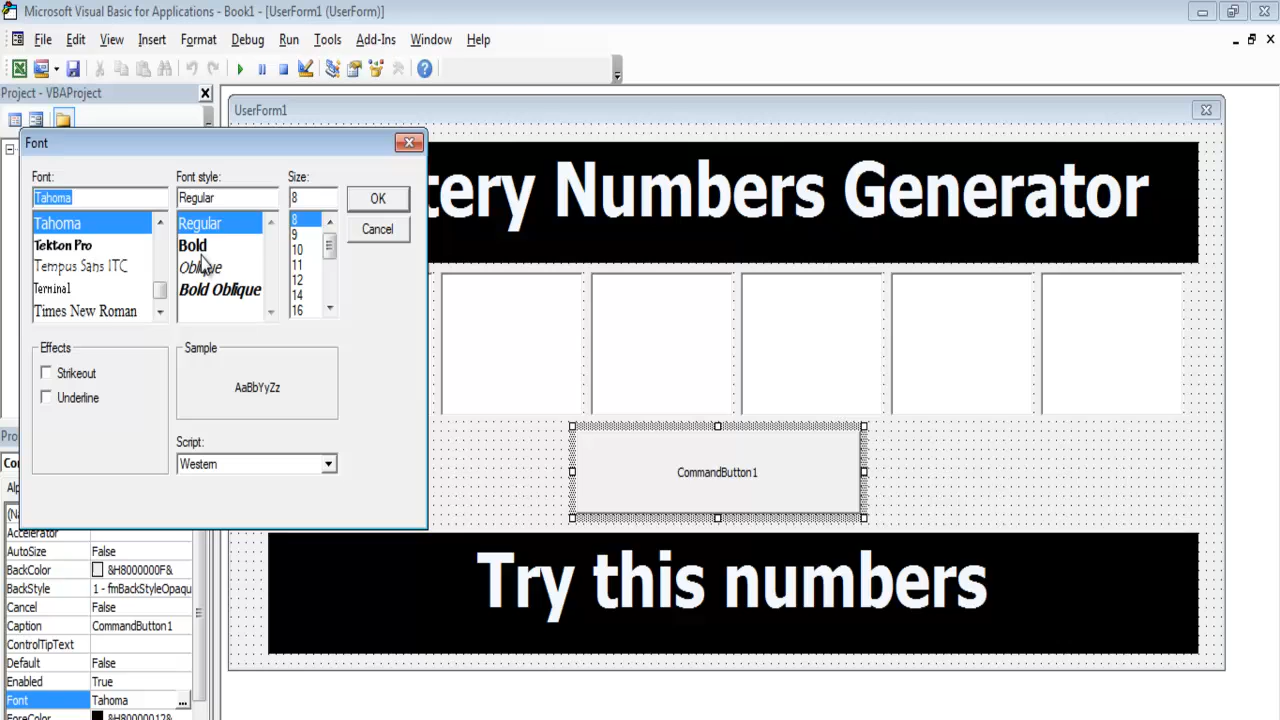 Microsoft Visual Basic for Applications - Book1 - [UserForm1 (UserForm)]
File Edit View Insert Format Debug Run Tools Add-Ins Window Help
Project - VBAProject
UserForm1
Font
Font: Font style: Size:
Tahoma Regular 8 OK
Cancel
Tahoma Regular 8
Tekton Pro Bold 9
10
Tempus Sans ITC Oblique 11
Terminal Bold Oblique 12
14
Times New Roman 16
Effects Sample
Strikeout AaBbYyZz
Underline
Script:
Western
tery Numbers Generator
CommandButton1
Try this numbers
Accelerator
AutoSize False
BackColor &H8000000F&
BackStyle 1 - fmBackStyleOpaqu
Cancel False
Caption CommandButton1
ControlTipText
Default False
Enabled True
Font Tahoma ...
ForeColor &H80000012&